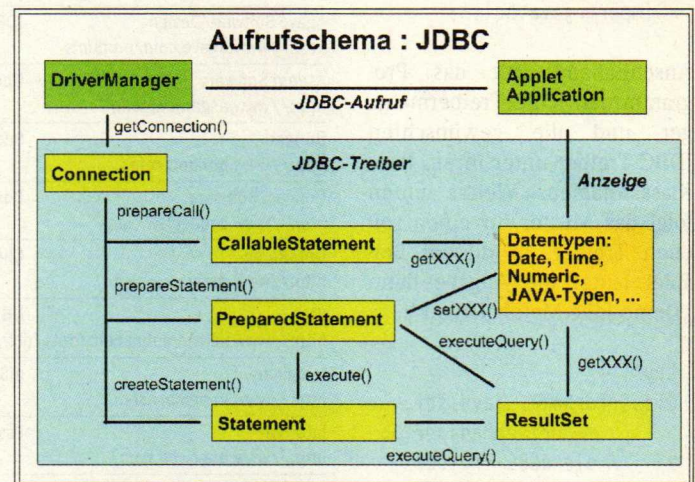 Aufrufschema : JDBC
DriverManager
Applet
Application
JDBC-Aufruf
getConnection()
JDBC-Treiber
Connection
Anzeige
prepareCall()
CallableStatement
getXXX()
Datentypen:
Date, Time,
Numeric,
JAVA-Typen, ...
prepareStatement()
PreparedStatement
setXXX()
executeQuery()
getXXX()
createStatement()
execute()
Statement
ResultSet
executeQuery()